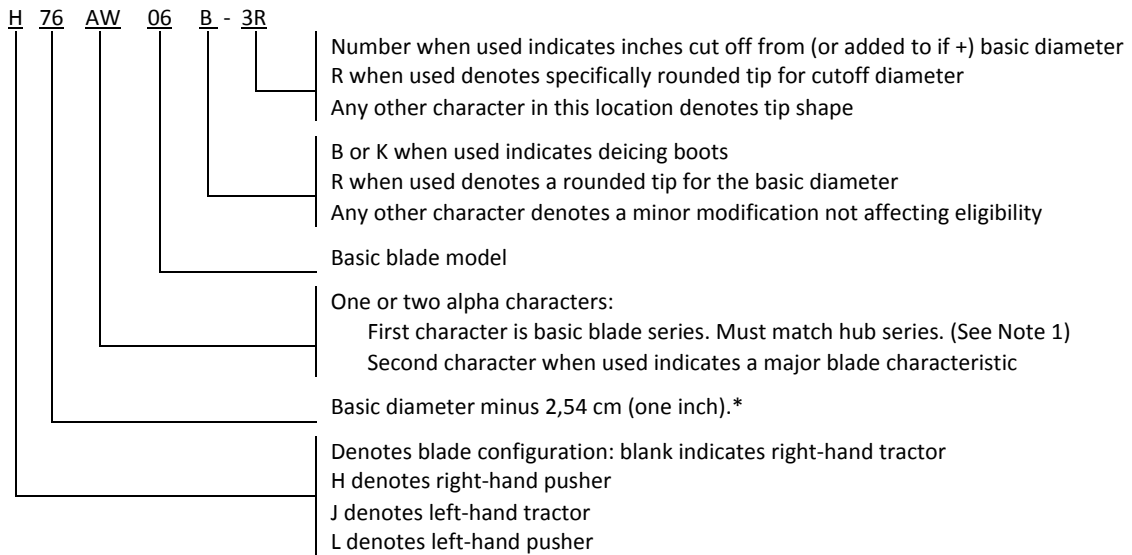 H 76 AW 06 B - 3R
Number when used indicates inches cut off from (or added to if +) basic diameter
R when used denotes specifically rounded tip for cutoff diameter
Any other character in this location denotes tip shape
B or K when used indicates deicing boots
R when used denotes a rounded tip for the basic diameter
Any other character denotes a minor modification not affecting eligibility
Basic blade model
One or two alpha characters:
First character is basic blade series. Must match hub series. (See Note 1)
Second character when used indicates a major blade characteristic
Basic diameter minus 2,54 cm (one inch).*
Denotes blade configuration: blank indicates right-hand tractor
H denotes right-hand pusher
J denotes left-hand tractor
L denotes left-hand pusher